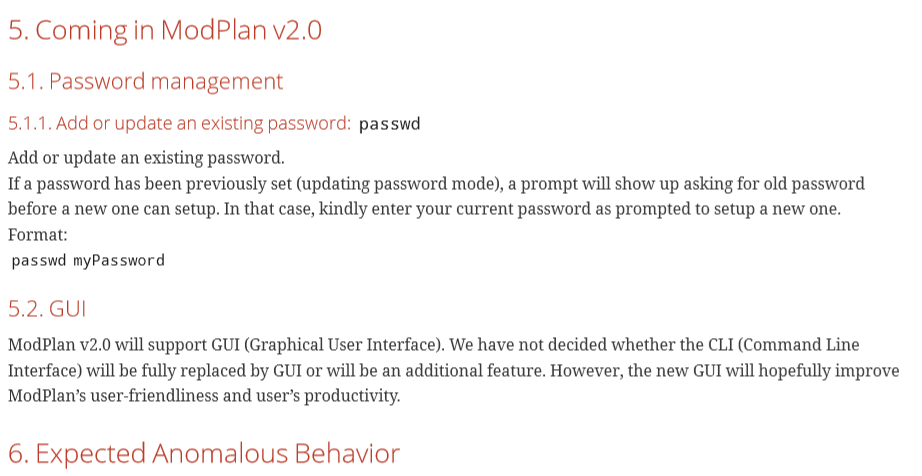 5. Coming in ModPlan v2.0
5.1. Password management
5.1.1. Add or update an existing password: passwd
Add or update an existing password.
If a password has been previously set (updating password mode), a prompt will show up asking for old password
before a new one can setup. In that case, kindly enter your current password as prompted to setup a new one.
Format:
passwd myPassword
5.2. GUI
ModPlan v2.0 will support GUI (Graphical User Interface). We have not decided whether the CLI (Command Line
Interface) will be fully replaced by GUI or will be an additional feature. However, the new GUI will hopefully improve
ModPlan’s user-friendliness and user’s productivity.
6. Expected Anomalous Behavior